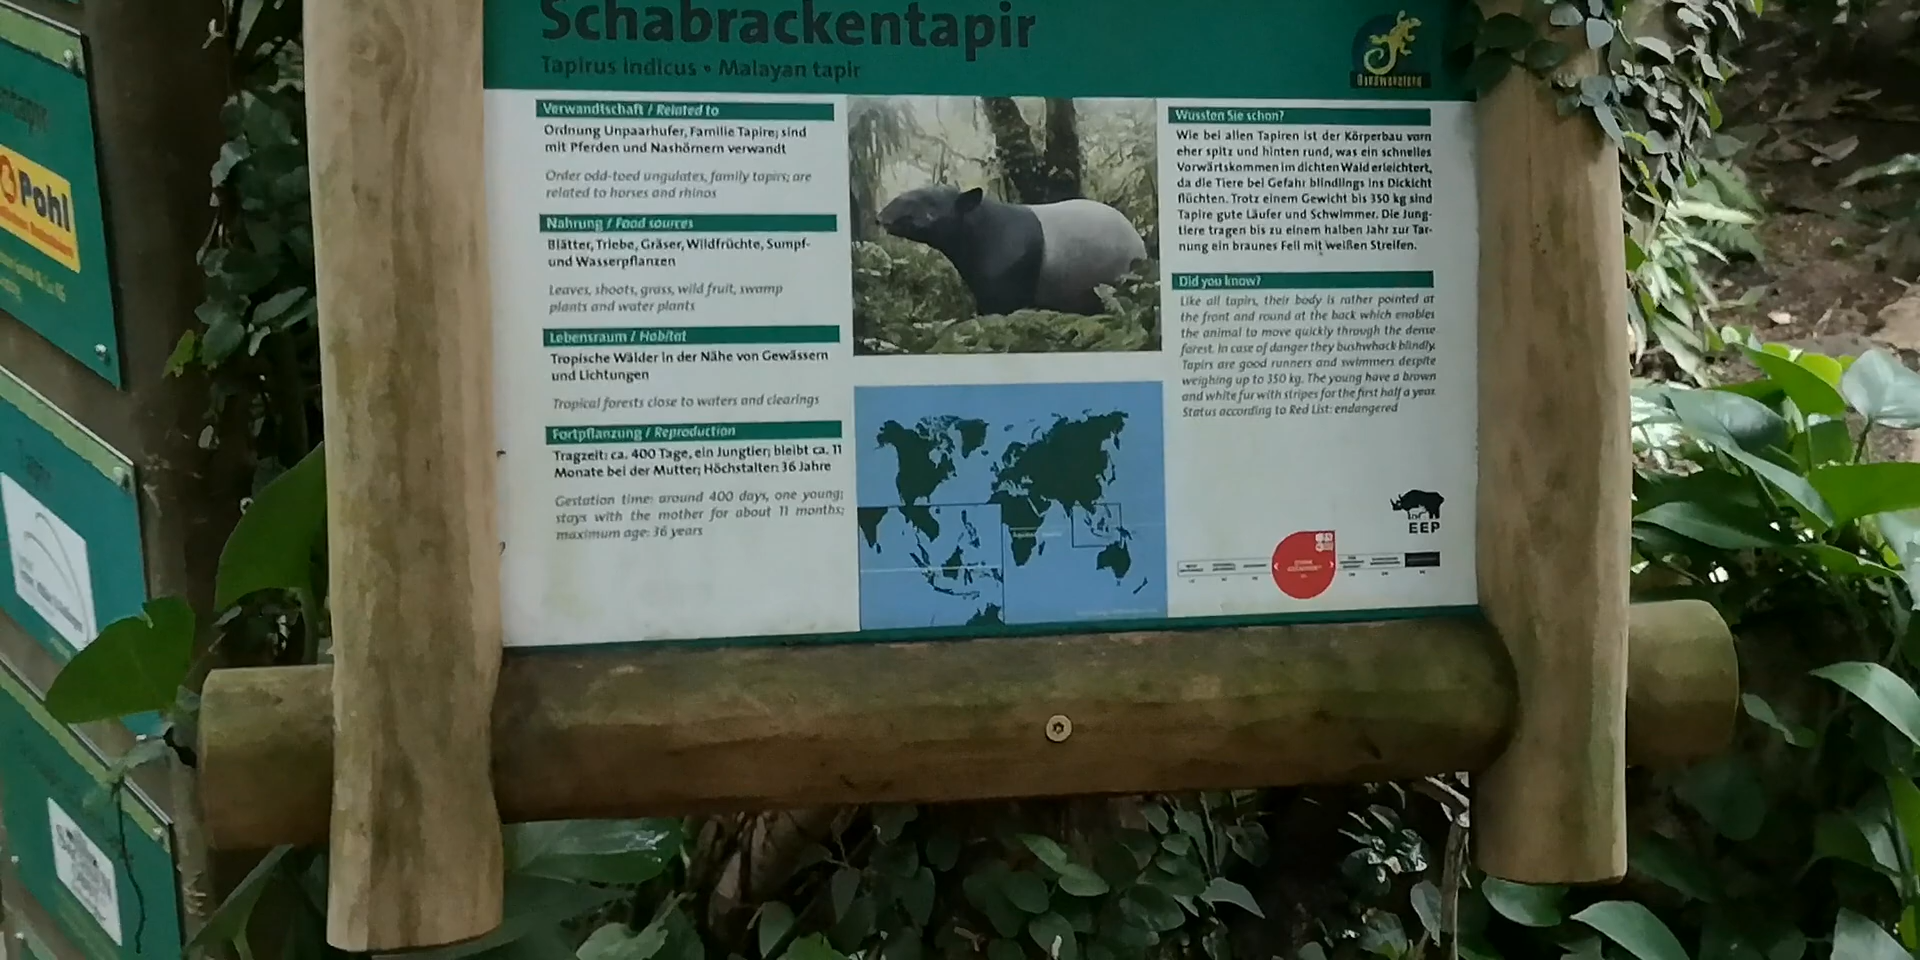 Schabrackentapir
Tapirus indicus • Malayan tapir
Verwandtschaft / Related to
Ordnung Unpaarhufer, Familie Tapire; sind
mit Pferden und Nashörnern verwandt
Order odd-toed ungulates, family tapirs; are
related to horses and rhinos
Nahrung / Food sources
Blätter, Triebe, Gräser, Wildfrüchte, Sumpf-
und Wasserpflanzen
Leaves, shoots, grass, wild fruit, swamp
plants and water plants
Lebensraum / Habitat
Tropische Wälder in der Nähe von Gewässern
und Lichtungen
Tropical forests close to waters and clearings
Fortpflanzung / Reproduction
Tragzeit: ca. 400 Tage, ein Jungtier; bleibt ca. 11
Monate bei der Mutter; Höchstalter: 36 Jahre
Gestation time: around 400 days, one young;
stays with the mother for about 11 months;
maximum age: 36 years
Wussten Sie schon?
Wie bei allen Tapiren ist der Körperbau vorn
eher spitz und hinten rund, was ein schnelles
Vorwärtskommen im dichten Wald erleichtert,
da die Tiere bei Gefahr blindlings ins Dickicht
flüchten. Trotz einem Gewicht bis 350 kg sind
Tapire gute Läufer und Schwimmer. Die Jung-
tiere tragen bis zu einem halben Jahr zur Tar-
nung ein braunes Fell mit weißen Streifen.
Did you know?
Like all tapirs, their body is rather pointed at
the front and round at the back which enables
the animal to move quickly through the dense
forest. In case of danger they bushwhack blindly.
Tapirs are good runners and swimmers despite
weighing up to 350 kg. The young have a brown
and white fur with stripes for the first half a year.
Status according to Red List: endangered
EEP
Pohl